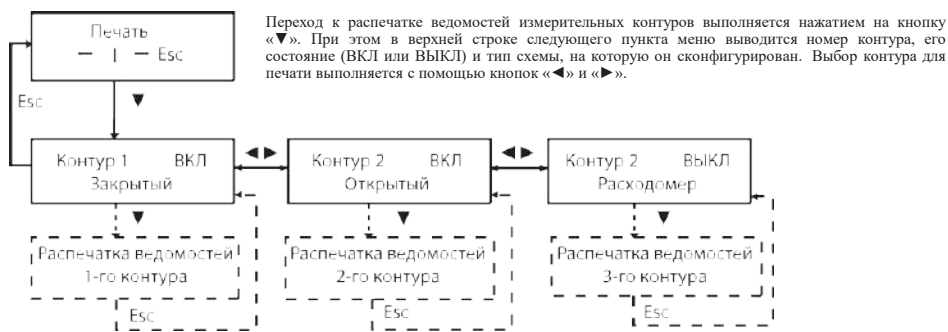 Переход к распечатке ведомостей измерительных контуров выполняется нажатием на кнопку
«▼». При этом в верхней строке следующего пункта меню выводится номер контура, его
состояние (ВКЛ или ВЫКЛ) и тип схемы, на которую он сконфигурирован. Выбор контура для
печати выполняется с помощью кнопок «◄» и «►».
Печать
— | — Esc
Esc
▼
◄►
◄►
Контур 1 ВКЛ
Закрытый
Контур 2 ВКЛ
Открытый
Контур 2 ВЫКЛ
Расходомер
▼
▼
▼
Распечатка ведомостей
1-го контура
Распечатка ведомостей
2-го контура
Распечатка ведомостей
3-го контура
Esc
Esc
Esc